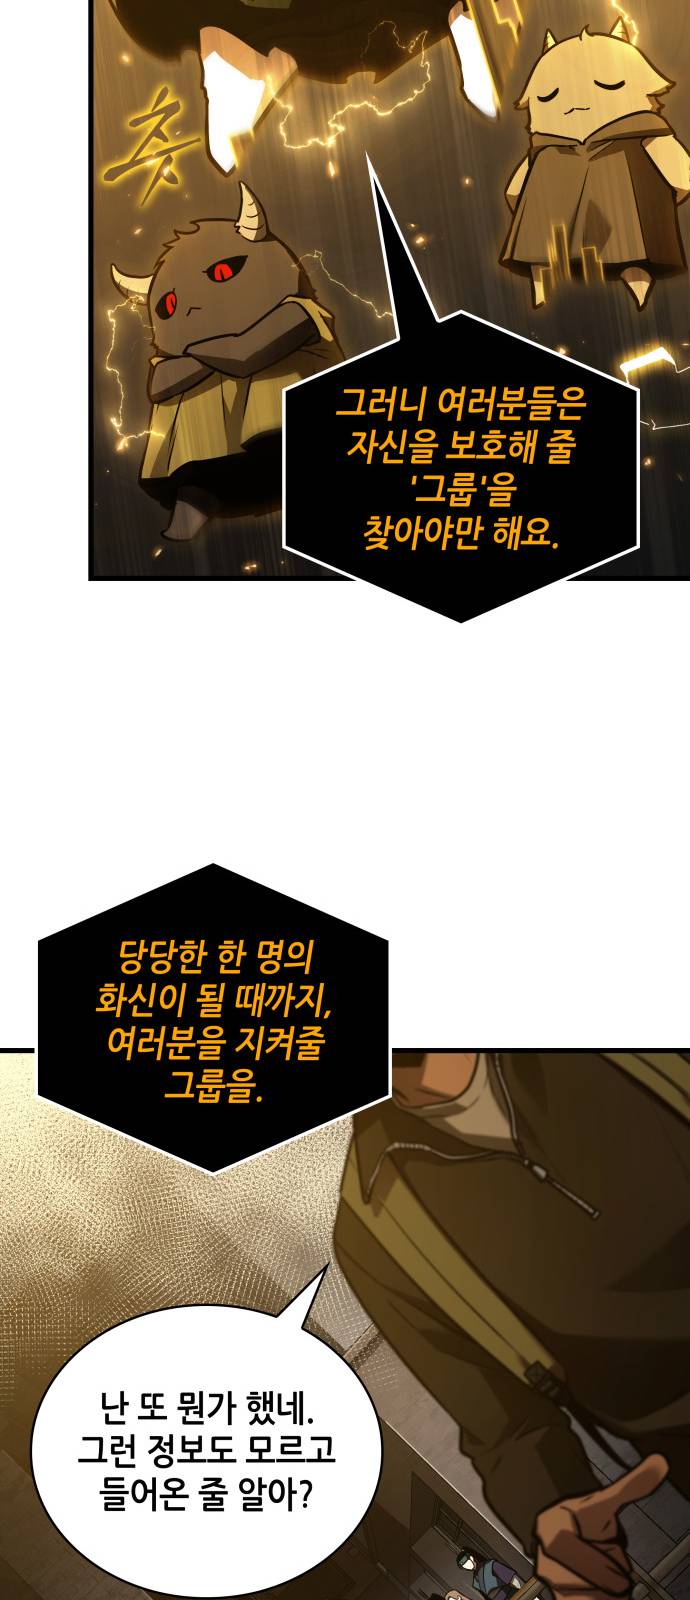 츳
그러니 여러분들은
자신을 보호해 줄
'그룹'을
찾아야만 해요.
당당한 한 명의
화신이 될 때까지,
여러분을 지켜줄
그룹을.
난 또 뭔가 했네.
그런 정보도 모르고
들어온 줄 알아?